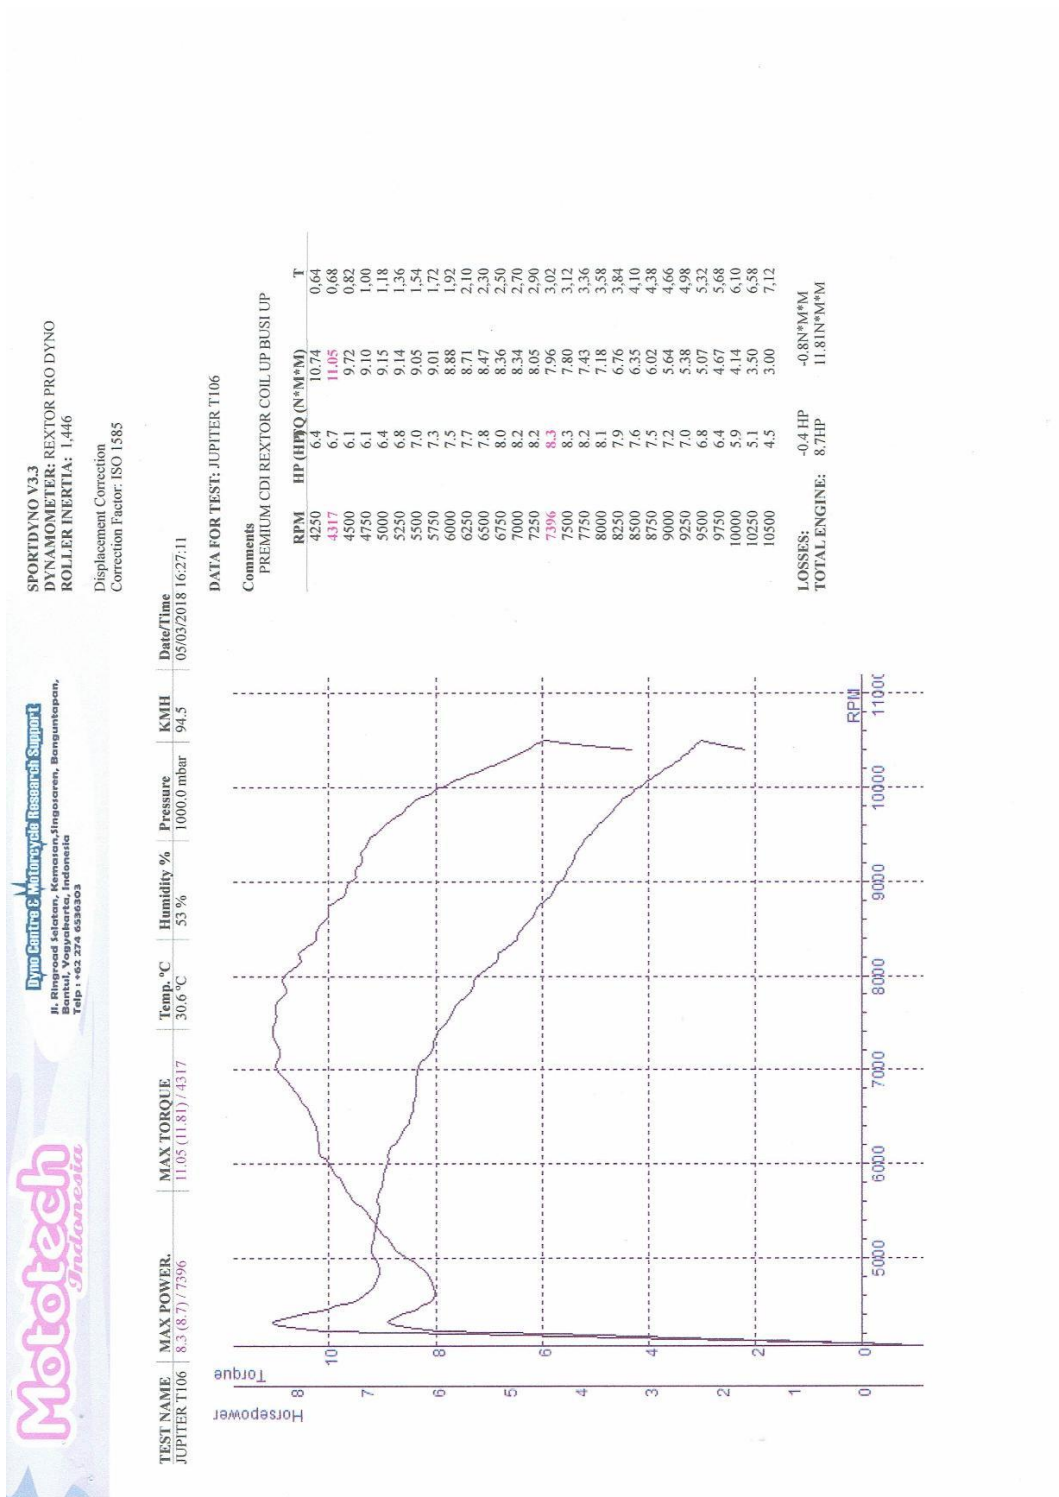 Mototech
Indonesia
Dyno Centre & Motorcycle Research Support
Jl. Ringroad Selatan, Kemasan, Singosaren, Banguntapan,
Bantul, Yogyakarta, Indonesia
Telp : +62 274 6536303
SPORTDYNO V3.3
DYNAMOMETER: REXTOR PRO DYNO
ROLLER INERTIA: 1,446
Displacement Correction
Correction Factor: ISO 1585
TEST NAME MAX POWER. MAX TORQUE Temp. °C Humidity % Pressure KMH Date/Time
JUPITER T106 8.3 (8.7) / 7396 11.05 (11.81) / 4317 30.6 °C 53 % 1000.0 mbar 94.5 05/03/2018 16:27:11
Horsepower
8
7
6
5
4
3
2
1
0
Torque
10
8
6
4
2
0
5000 6000 7000 8000 9000 10000 11000
RPM
DATA FOR TEST: JUPITER T106
Comments
PREMIUM CDI REXTOR COIL UP BUSI UP
RPM HP (HP) TQ (N*M*M) T
4250 6.4 10.74 0,64
4317 6.7 11.05 0,68
4500 6.1 9.72 0,82
4750 6.1 9.10 1,00
5000 6.4 9.15 1,18
5250 6.8 9.14 1,36
5500 7.0 9.05 1,54
5750 7.3 9.01 1,72
6000 7.5 8.88 1,92
6250 7.7 8.71 2,10
6500 7.8 8.47 2,30
6750 8.0 8.36 2,50
7000 8.2 8.34 2,70
7250 8.2 8.05 2,90
7396 8.3 7.96 3,02
7500 8.3 7.80 3,12
7750 8.2 7.43 3,36
8000 8.1 7.18 3,58
8250 7.9 6.76 3,84
8500 7.6 6.35 4,10
8750 7.5 6.02 4,38
9000 7.2 5.64 4,66
9250 7.0 5.38 4,98
9500 6.8 5.07 5,32
9750 6.4 4.67 5,68
10000 5.9 4.14 6,10
10250 5.1 3.50 6,58
10500 4.5 3.00 7,12
LOSSES: -0.4 HP -0.8N*M*M
TOTAL ENGINE: 8.7HP 11.81N*M*M